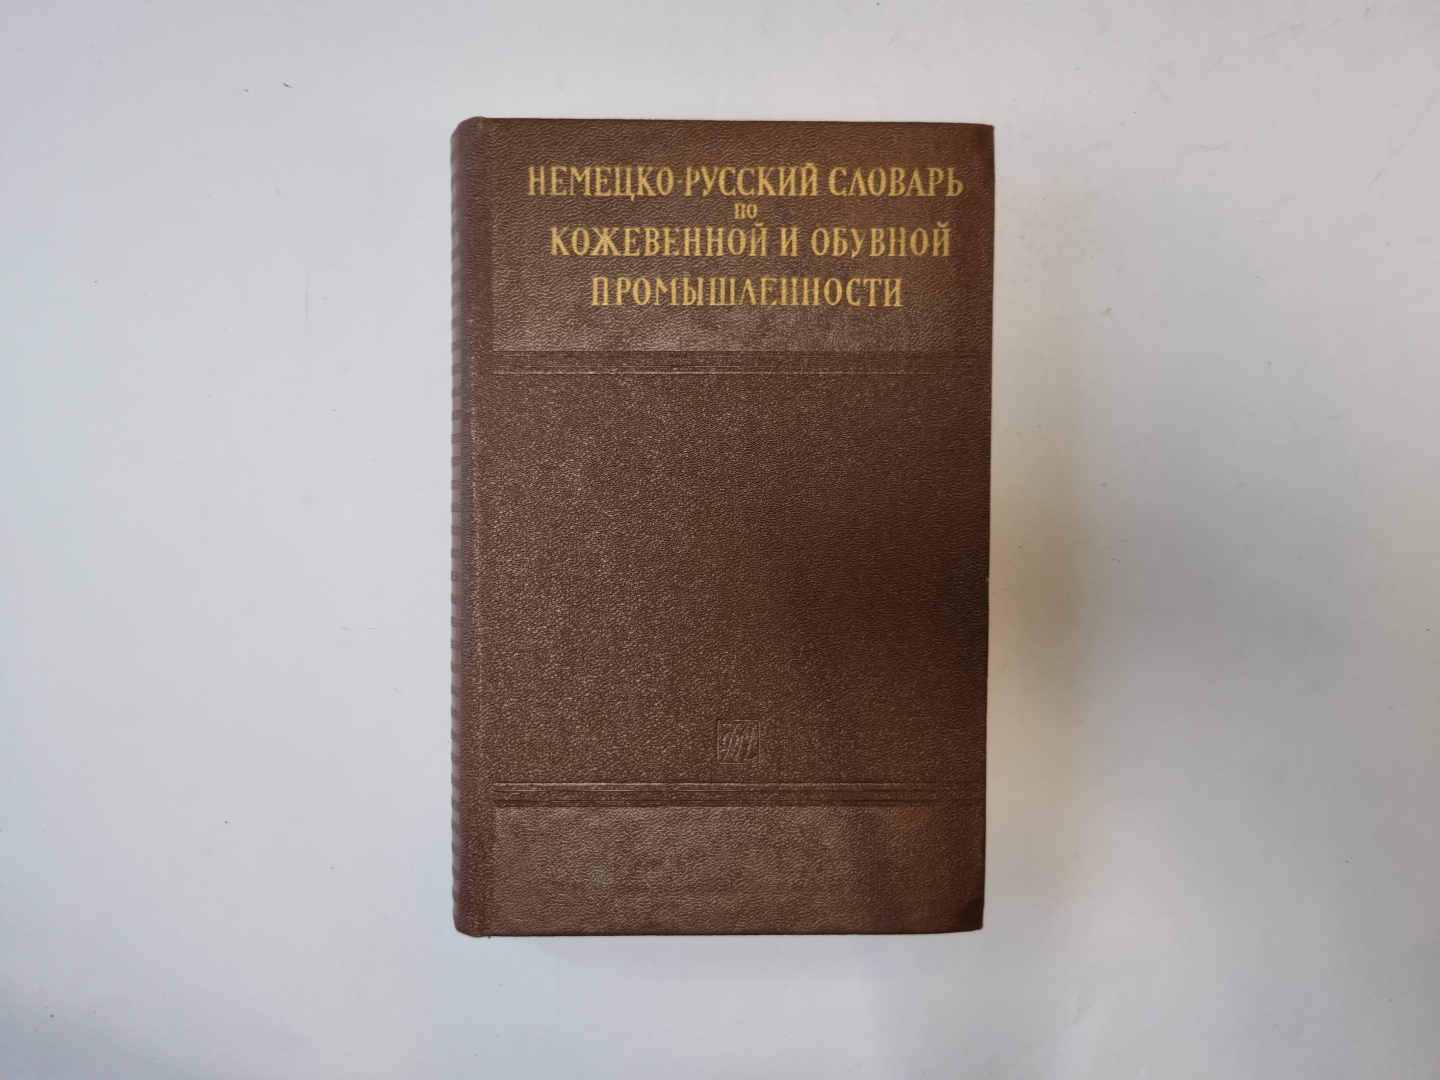 НЕМЕЦКО-РУССКИЙ СЛОВАРЬ
ПО
КОЖЕВЕННОЙ И ОБУВНОЙ
ПРОМЫШЛЕННОСТИ